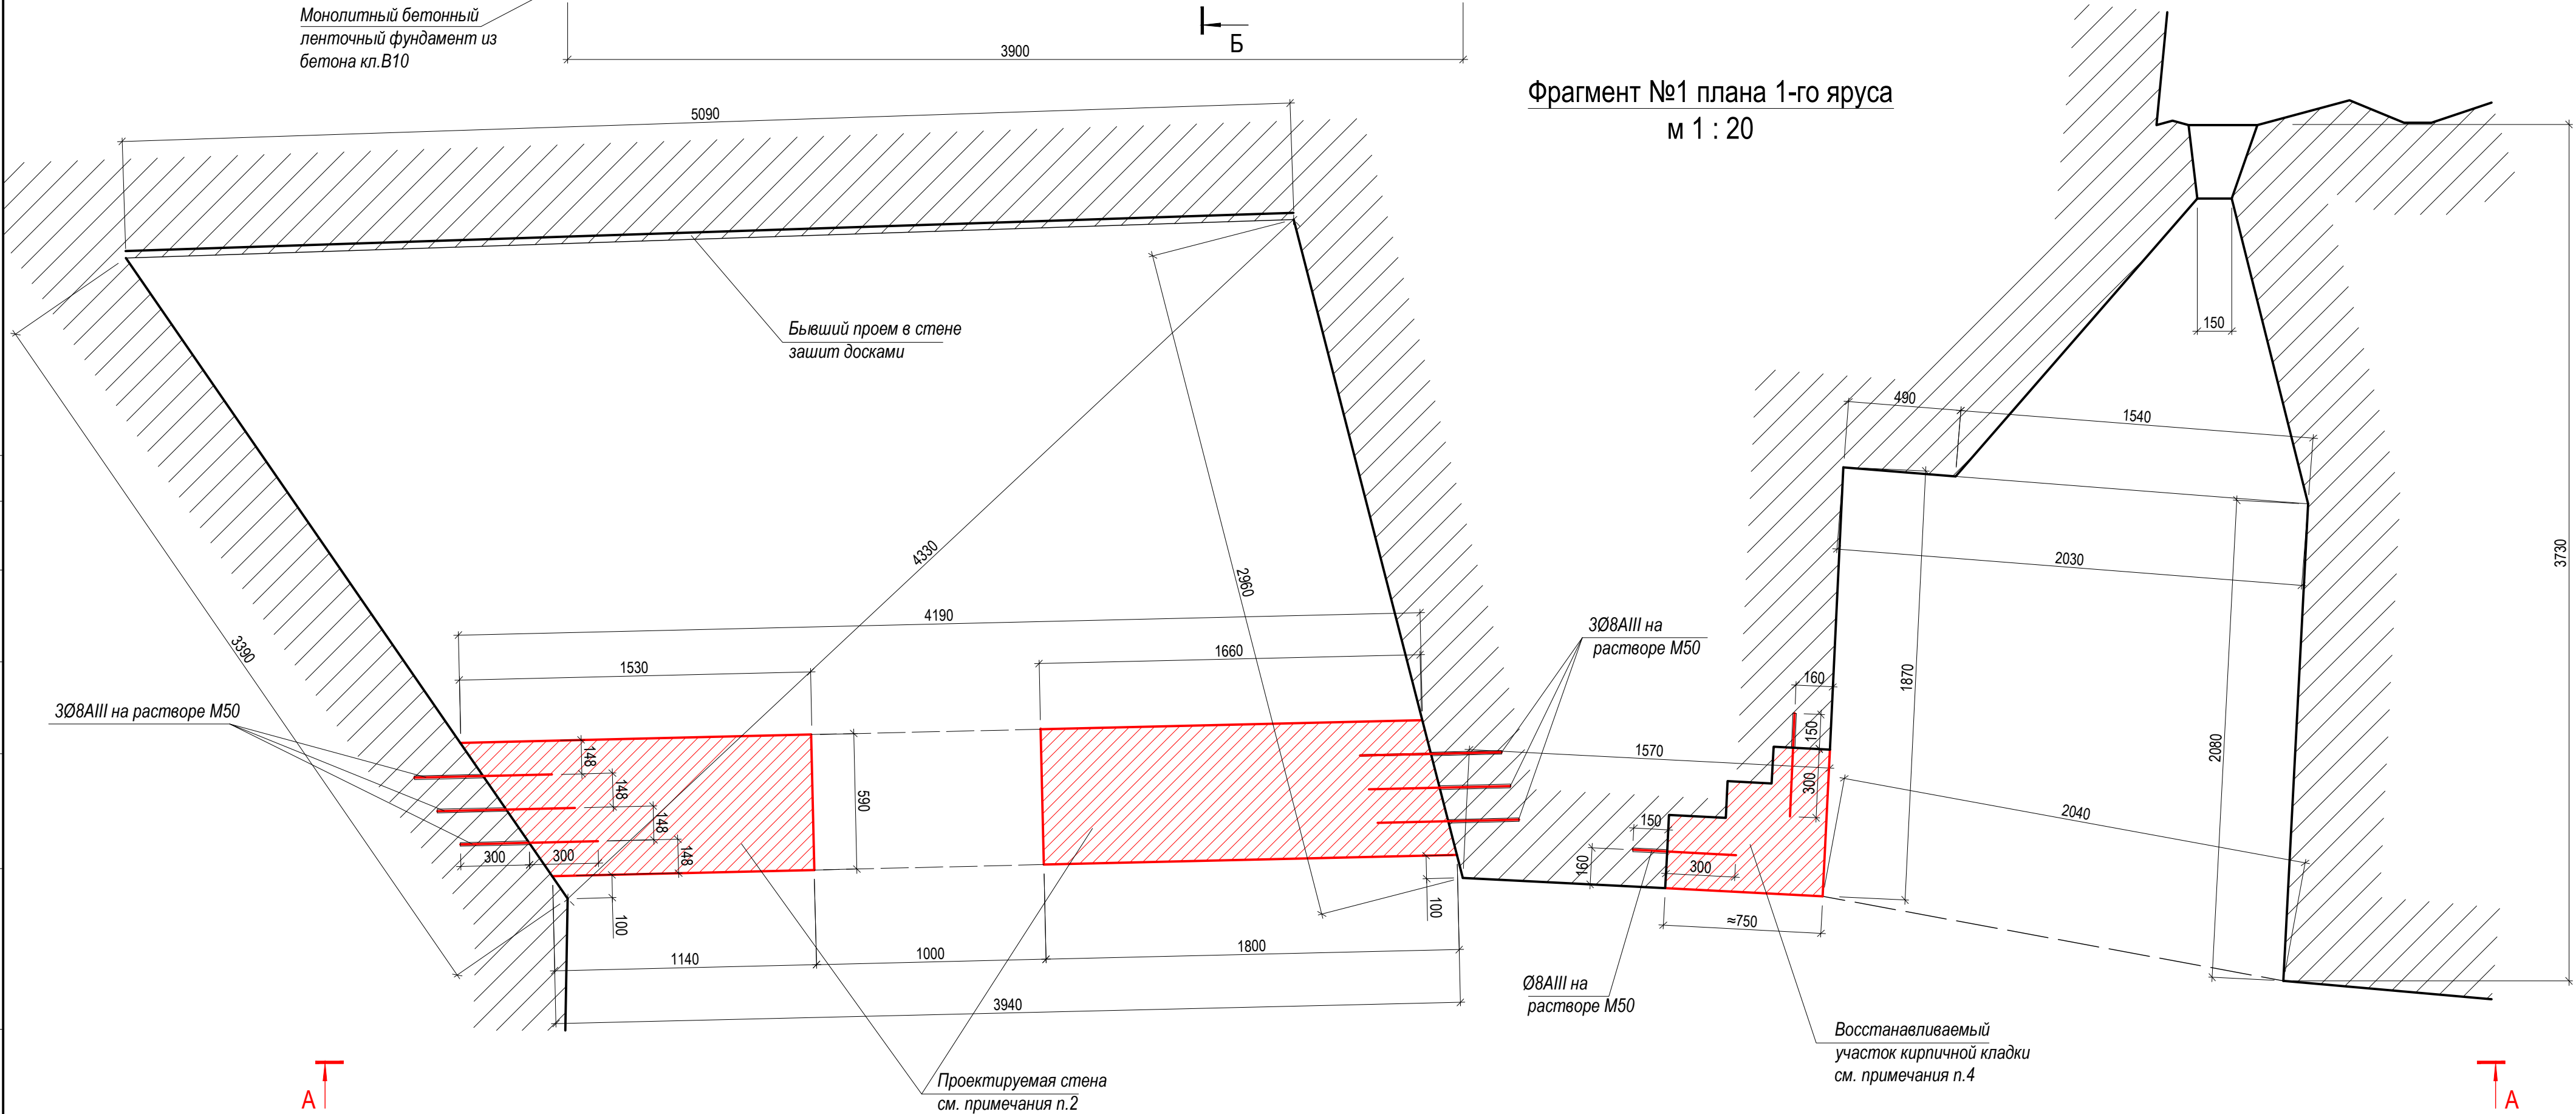 Монолитный бетонный
ленточный фундамент из
бетона кл.В10
Б
3900
Фрагмент №1 плана 1-го яруса
м 1 : 20
5090
Бывший проем в стене
зашит досками
150
490
1540
3730
2030
4330
2960
3390
4190
1530
1660
3Ø8АIII на
растворе М50
3Ø8АIII на растворе М50
1870
2080
160
150
300
1570
148
148
148
148
590
300
300
100
100
150
160
300
2040
≈750
1140
1000
1800
3940
Ø8АIII на
растворе М50
Восстанавливаемый
участок кирпичной кладки
см. примечания п.4
Проектируемая стена
см. примечания п.2
А
А